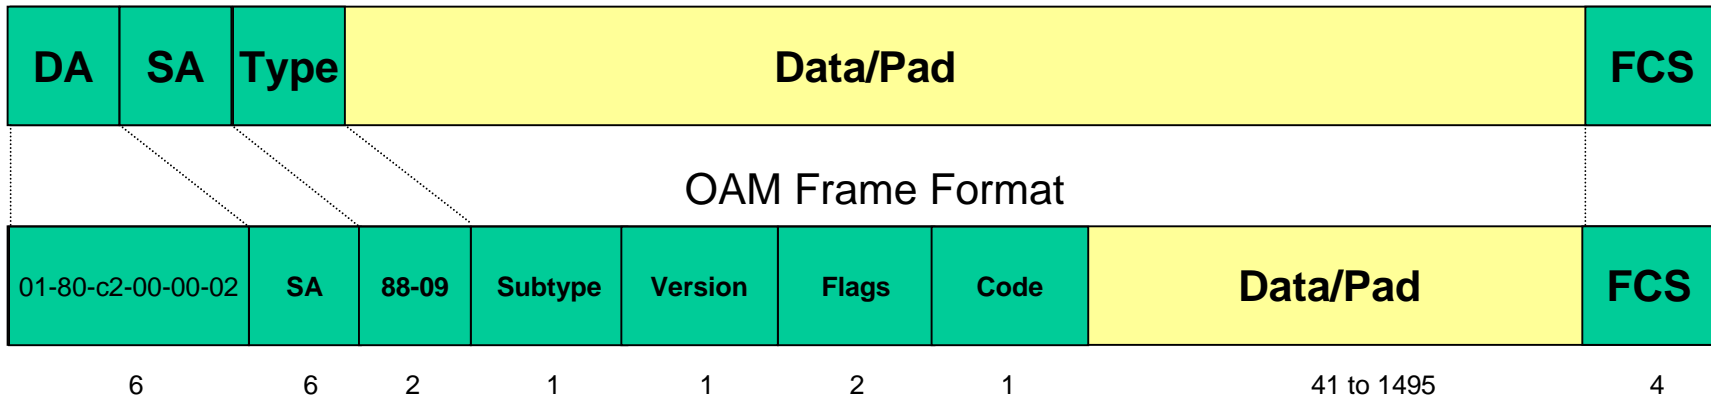 DA SA Type Data/Pad FCS
OAM Frame Format
01-80-c2-00-00-02 SA 88-09 Subtype Version Flags Code Data/Pad FCS
6 6 2 1 1 2 1 41 to 1495 4